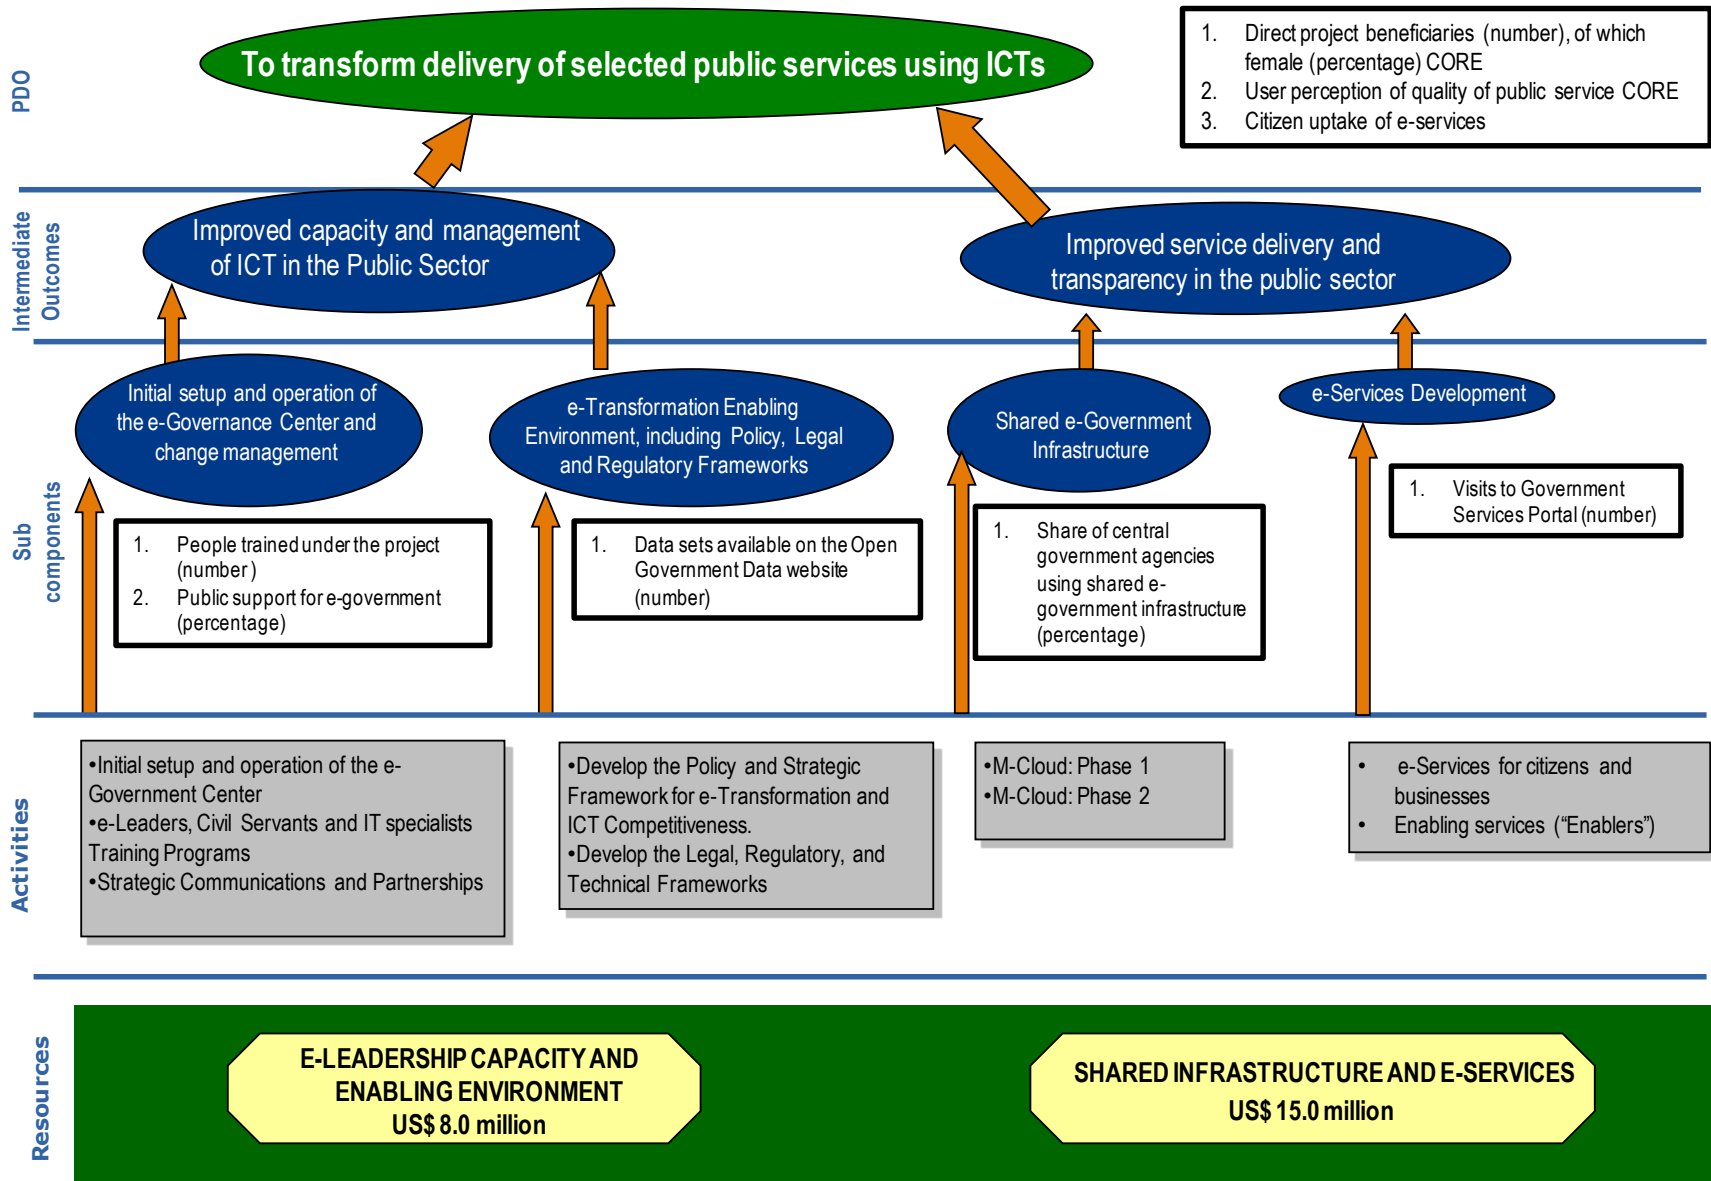 PDO
To transform delivery of selected public services using ICTs
1. Direct project beneficiaries (number), of which
female (percentage) CORE
2. User perception of quality of public service CORE
3. Citizen uptake of e-services
Intermediate
Outcomes
Improved capacity and management
of ICT in the Public Sector
Improved service delivery and
transparency in the public sector
Sub
components
Initial setup and operation of
the e-Governance Center and
change management
e-Transformation Enabling
Environment, including Policy, Legal
and Regulatory Frameworks
Shared e-Government
Infrastructure
e-Services Development
1. People trained under the project
(number )
2. Public support for e-government
(percentage)
1. Data sets available on the Open
Government Data website
(number)
1. Share of central
government agencies
using shared e-
government infrastructure
(percentage)
1. Visits to Government
Services Portal (number)
Activities
•Initial setup and operation of the e-
Government Center
•e-Leaders, Civil Servants and IT specialists
Training Programs
•Strategic Communications and Partnerships
•Develop the Policy and Strategic
Framework for e-Transformation and
ICT Competitiveness.
•Develop the Legal, Regulatory, and
Technical Frameworks
•M-Cloud: Phase 1
•M-Cloud: Phase 2
• e-Services for citizens and
businesses
• Enabling services (“Enablers”)
Resources
E-LEADERSHIP CAPACITY AND
ENABLING ENVIRONMENT
US$ 8.0 million
SHARED INFRASTRUCTURE AND E-SERVICES
US$ 15.0 million